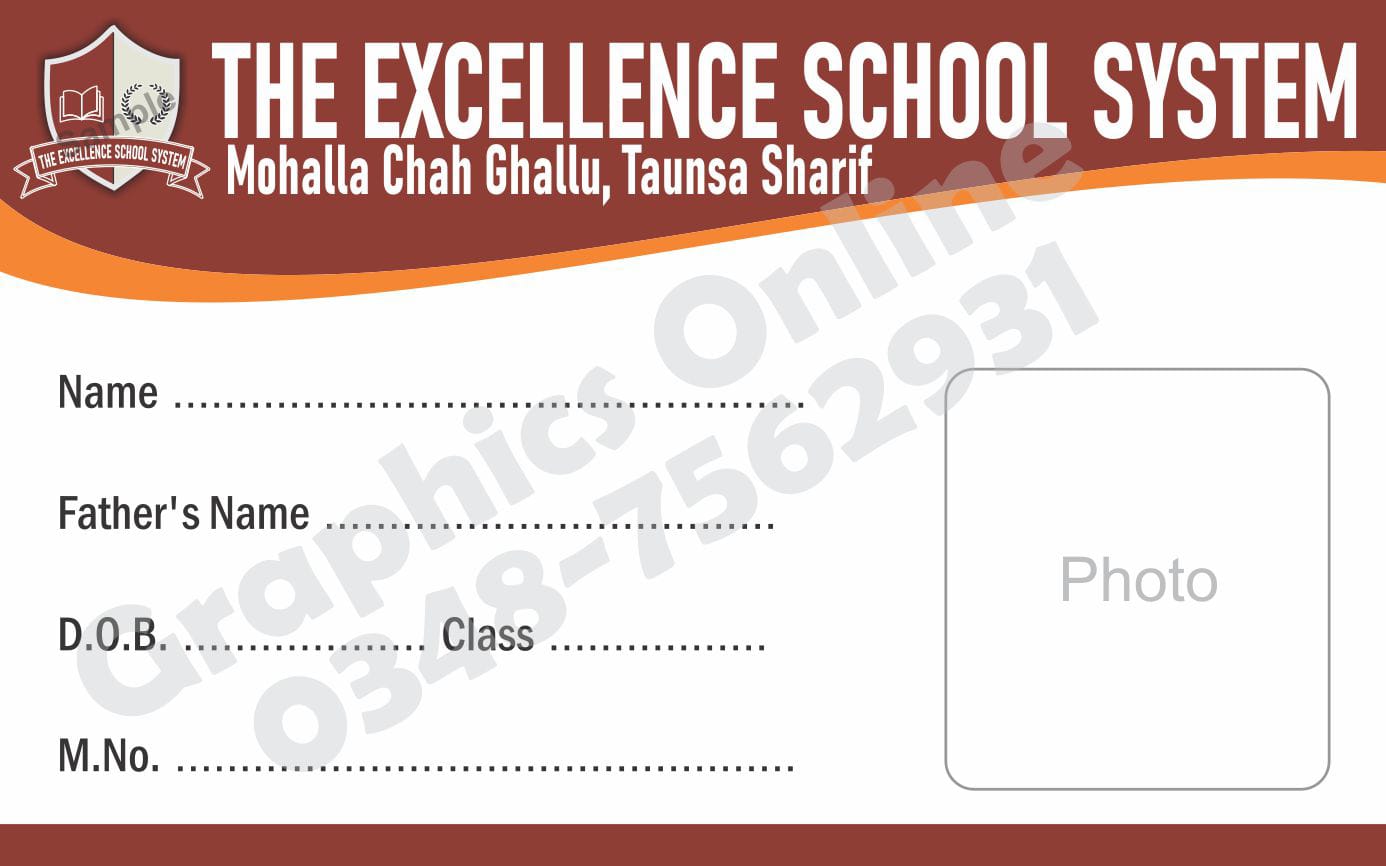 THE EXCELLENCE SCHOOL SYSTEM
Mohalla Chah Ghallu, Taunsa Sharif
Sample
THE EXCELLENCE SCHOOL SYSTEM
Graphics Online
0348-7562931
Name ................................................
Father's Name ..................................
D.O.B. ................... Class .................
M.No. ................................................
Photo